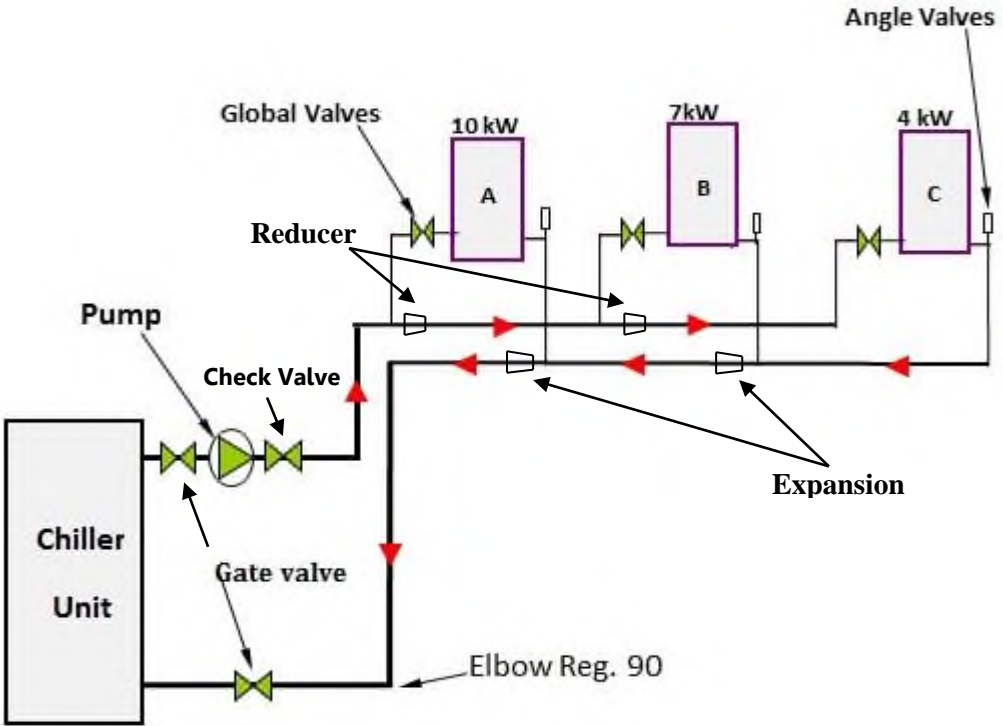 Angle Valves
Global Valves
10 kW
7kW
4 kW
A
B
C
Reducer
Pump
Check Valve
Expansion
Chiller
Unit
Gate valve
Elbow Reg. 90